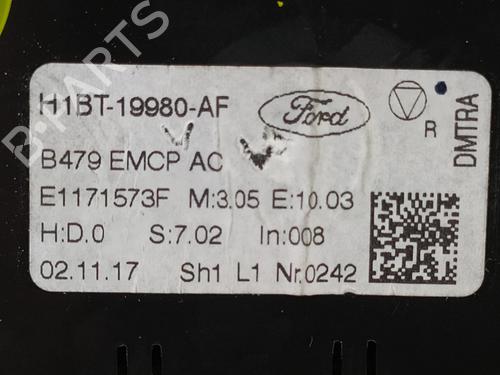 H1BT-19980-AF
Ford
R
DMTRA
B479 EMCP AC
E1171573F M:3.05 E:10.03
H:D.0 S:7.02 In:008
02.11.17 Sh1 L1 Nr.0242
B-PARTS